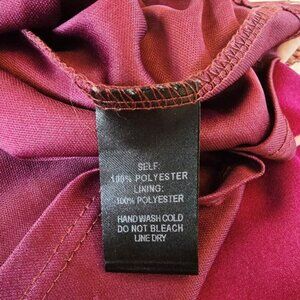 SELF:
100% POLYESTER
LINING:
100% POLYESTER
HAND WASH COLD
DO NOT BLEACH
LINE DRY